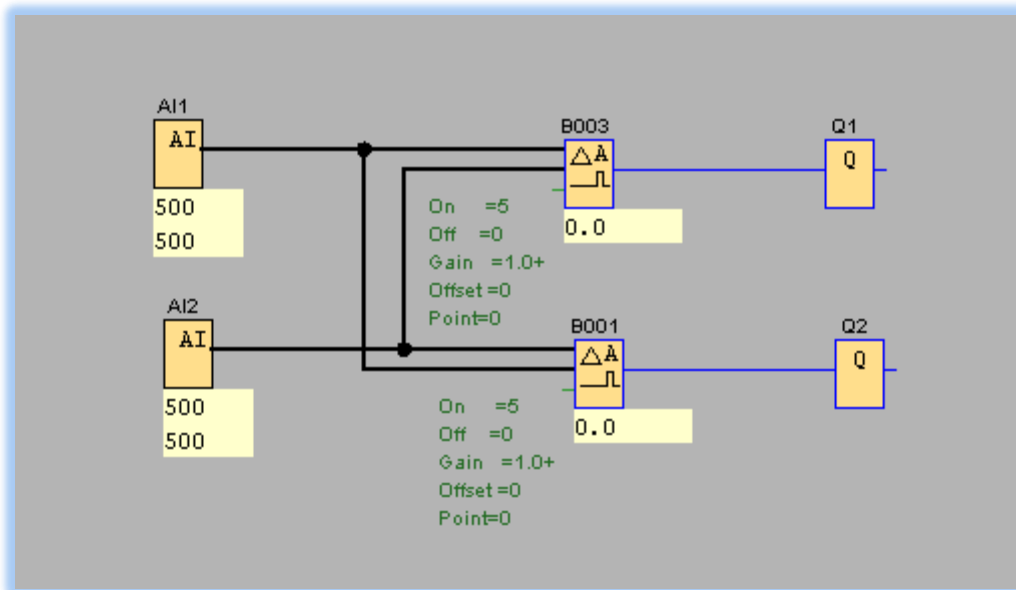 AI1
AI
500
500
B003
△A
0.0
Q1
Q
On =5
Off =0
Gain =1.0+
Offset=0
Point=0
AI2
AI
500
500
B001
△A
0.0
Q2
Q
On =5
Off =0
Gain =1.0+
Offset=0
Point=0